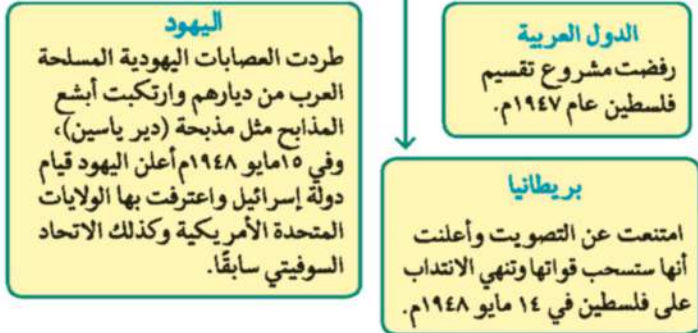 الدول العربية
رفضت مشروع تقسيم
فلسطين عام ١٩٤٧م.
بريطانيا
امتنعت عن التصويت وأعلنت
أنها ستسحب قواتها وتنهي الانتداب
على فلسطين في ١٤ مايو ١٩٤٨م.
اليهود
طردت العصابات اليهودية المسلحة
العرب من ديارهم وارتكبت أبشع
المذابح مثل مذبحة (دير ياسين)،
وفي ١٥مايو ١٩٤٨م أعلن اليهود قيام
دولة إسرائيل واعترفت بها الولايات
المتحدة الأمريكية وكذلك الاتحاد
السوفيتي سابقًا.